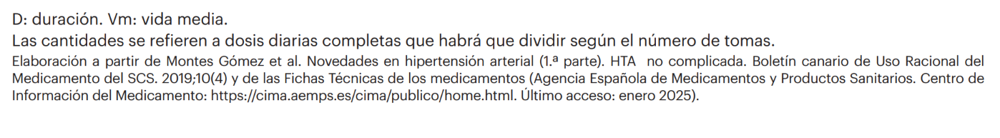 D: duración. Vm: vida media.
Las cantidades se refieren a dosis diarias completas que habrá que dividir según el número de tomas.
Elaboración a partir de Montes Gómez et al. Novedades en hipertensión arterial (1.ª parte). HTA  no complicada. Boletín canario de Uso Racional del
Medicamento del SCS. 2019;10(4) y de las Fichas Técnicas de los medicamentos (Agencia Española de Medicamentos y Productos Sanitarios. Centro de
Información del Medicamento: https://cima.aemps.es/cima/publico/home.html. Último acceso: enero 2025).